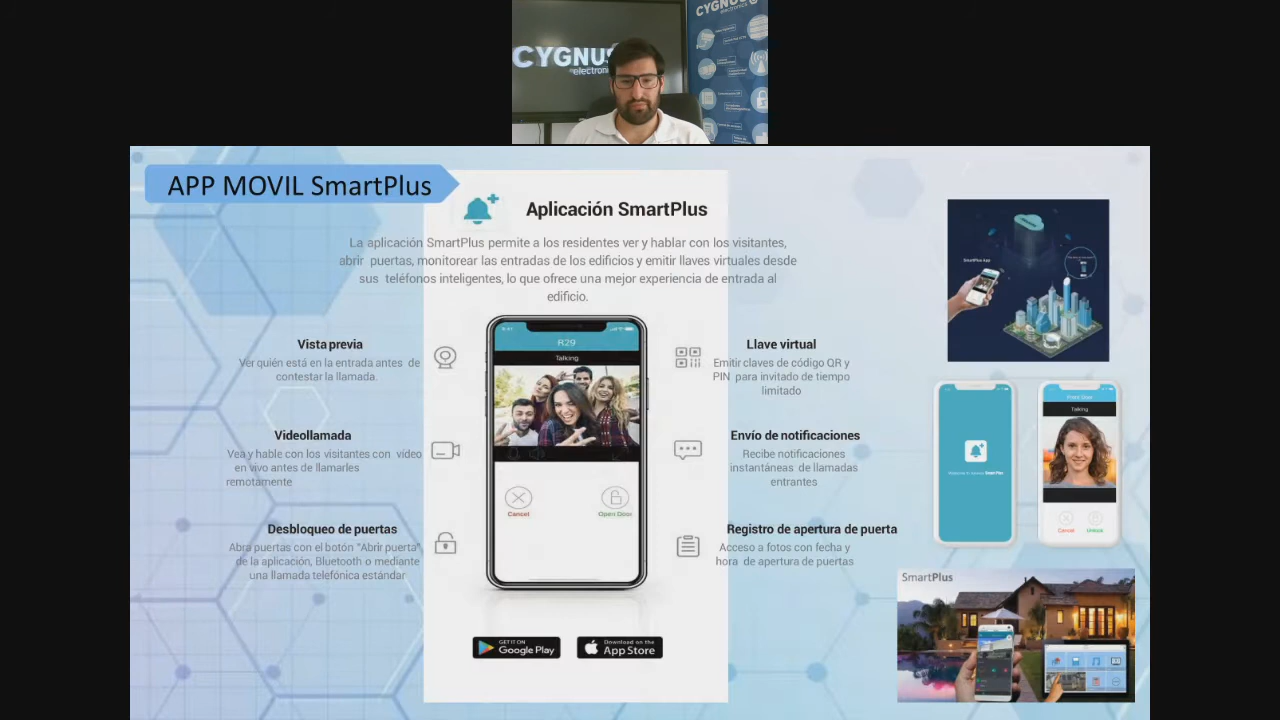 CYGNUS
electronics
CYGNUS
electronics
APP MOVIL SmartPlus
Aplicación SmartPlus
La aplicación SmartPlus permite a los residentes ver y hablar con los visitantes,
abrir puertas, monitorear las entradas de los edificios y emitir llaves virtuales desde
sus teléfonos inteligentes, lo que ofrece una mejor experiencia de entrada al
edificio.
Vista previa
Ver quién está en la entrada antes de
contestar la llamada.
Videollamada
Vea y hable con los visitantes con vídeo
en vivo antes de llamarles
remotamente
Desbloqueo de puertas
Abra puertas con el botón "Abrir puerta"
de la aplicación, Bluetooth o mediante
una llamada telefónica estándar
R29
Talking
Cancel
Open Door
GET IT ON
Google Play
Download on the
App Store
Llave virtual
Emitir claves de código QR y
PIN para invitado de tiempo
limitado
Envío de notificaciones
Recibe notificaciones
instantáneas de llamadas
entrantes
Registro de apertura de puerta
Acceso a fotos con fecha y
hora de apertura de puertas
SmartPlus App
Talking
Cancel
Unlock
SmartPlus